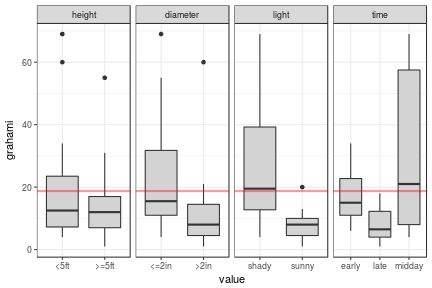 height diameter light time
grahami
60
40
20
0
<5ft >=5ft <=2in >2in shady sunny early late midday
value